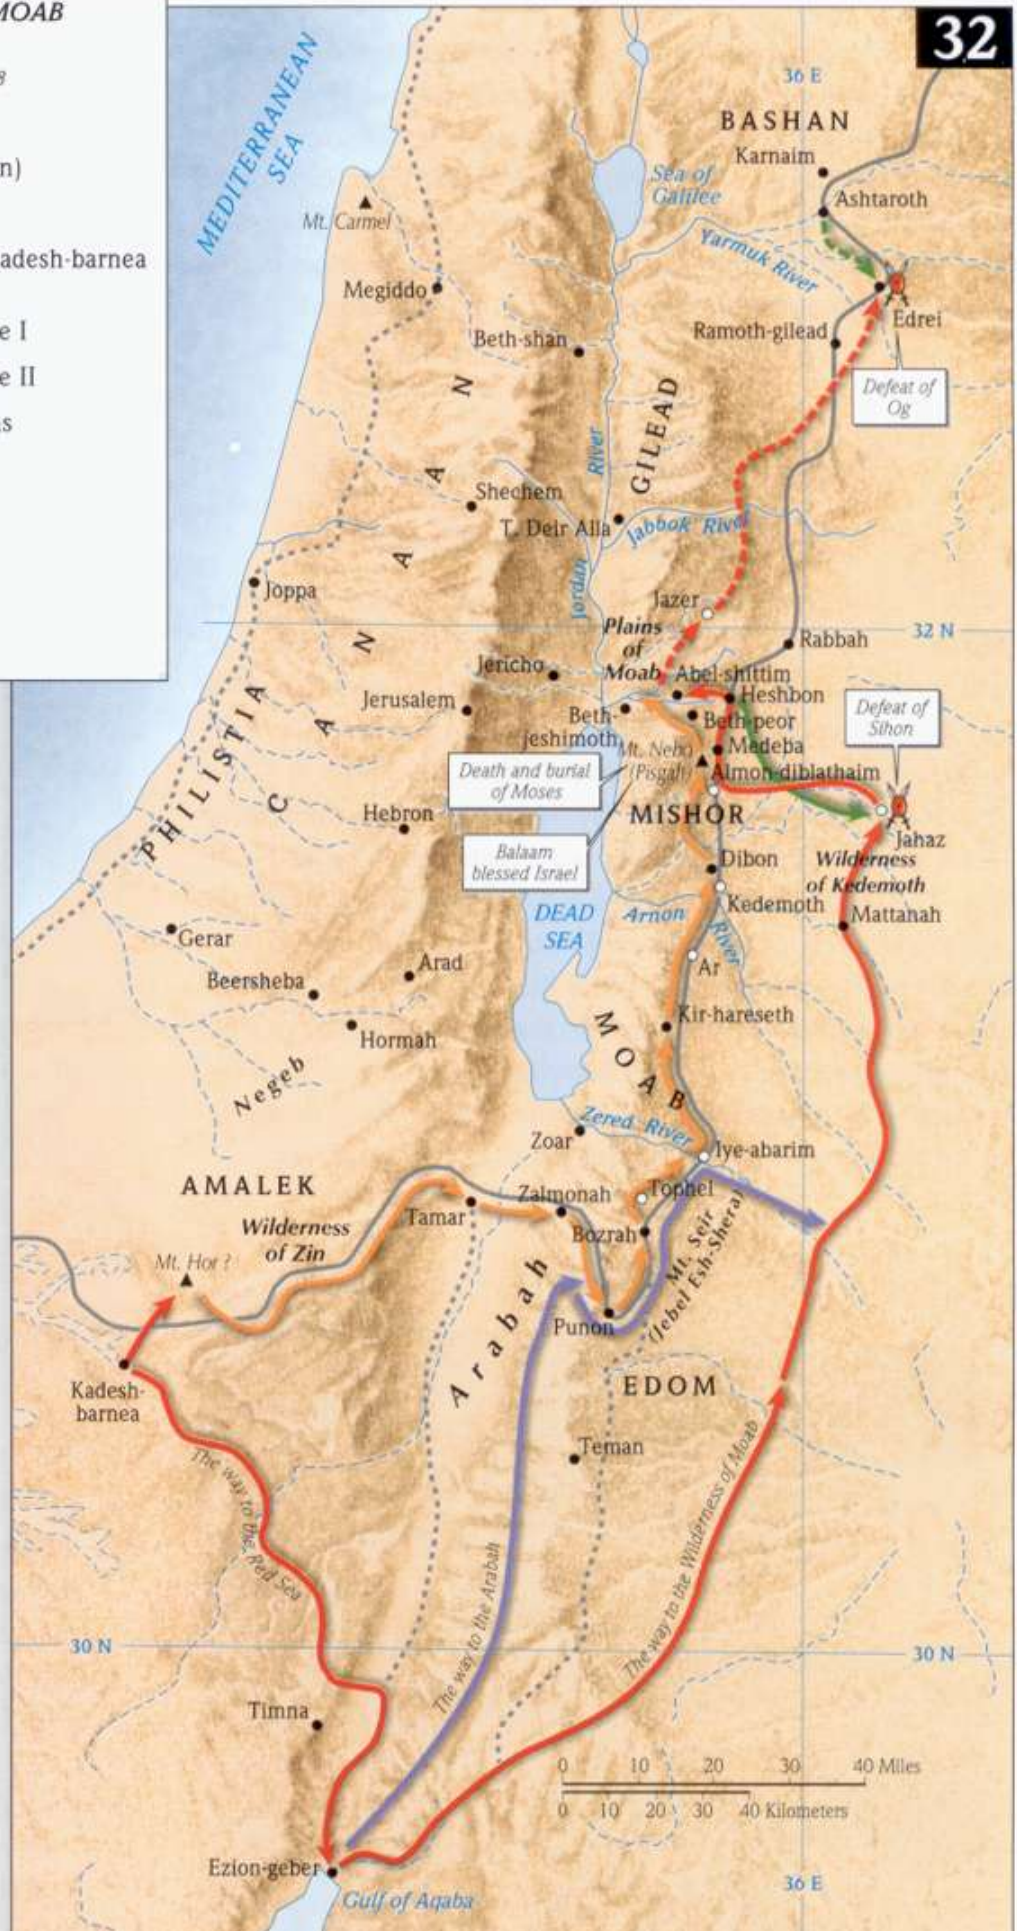 MOAB
32
n)
adesh-barnea
e I
e II
s
36 E
MEDITERRANEAN
SEA
BASHAN
Karnaim
Sea of
Galilee
Ashtaroth
Mt. Carmel
Yarmuk River
Megiddo
Edrei
Ramoth-gilead
Beth-shan
Defeat of
Og
CANAAN
GILEAD
River
Jordan
Shechem
T. Deir Alla
Jabbok River
Joppa
Jazer
32 N
Plains
of
Moab
Rabbah
Jericho
Abel-shittim
Heshbon
Jerusalem
Beth-
jeshimoth
Beth-peor
Defeat of
Sihon
PHILISTIA
Mt. Nebo
(Pisgah)
Medeba
Death and burial
of Moses
Almon-diblathaim
Hebron
MISHOR
Jahaz
Balaam
blessed Israel
Dibon
Wilderness
of Kedemoth
Kedemoth
Mattanah
DEAD
SEA
Arnon
River
Gerar
Arad
Ar
Beersheba
Kir-hareseth
Hormah
MOAB
Negeb
Zered River
Zoar
Iye-abarim
AMALEK
Zalmonah
Tophel
Wilderness
of Zin
Tamar
Bozrah
Mt. Hor ?
Mt. Seir
(Jebel Esh-Shera)
Arabah
Punon
Kadesh-
barnea
EDOM
Teman
The way to the Red Sea
The way to the Arabah
The way to the Wilderness of Moab
30 N
30 N
Timna
0 10 20 30 40 Miles
0 10 20 30 40 Kilometers
Ezion-geber
Gulf of Aqaba
36 E